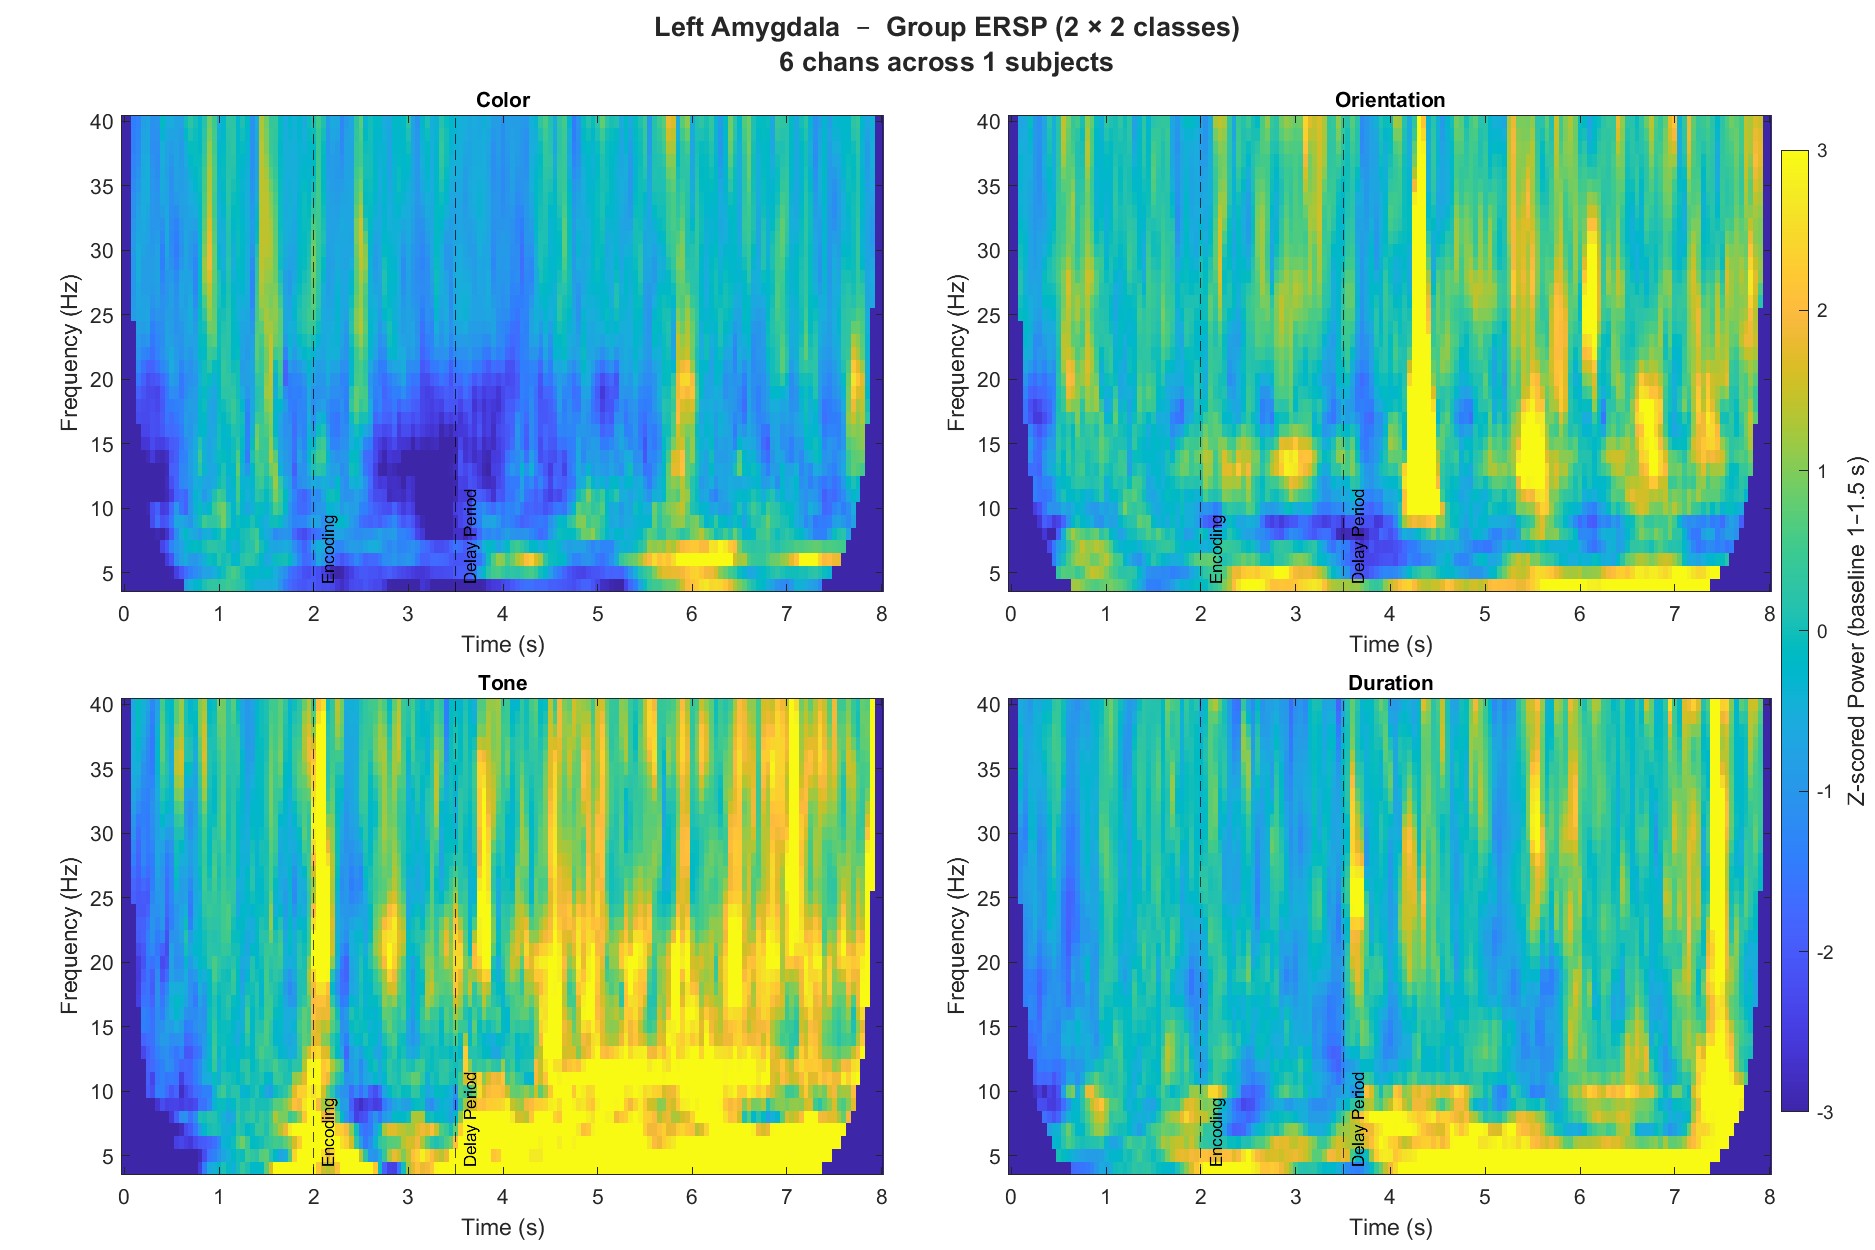 Left Amygdala – Group ERSP (2 × 2 classes)
6 chans across 1 subjects
Color
Frequency (Hz)
40
35
30
25
20
15
10
5
Encoding
Delay Period
0 1 2 3 4 5 6 7 8
Time (s)
Orientation
Frequency (Hz)
40
35
30
25
20
15
10
5
Encoding
Delay Period
0 1 2 3 4 5 6 7 8
Time (s)
Tone
Frequency (Hz)
40
35
30
25
20
15
10
5
Encoding
Delay Period
0 1 2 3 4 5 6 7 8
Time (s)
Duration
Frequency (Hz)
40
35
30
25
20
15
10
5
Encoding
Delay Period
0 1 2 3 4 5 6 7 8
Time (s)
3
2
1
0
-1
-2
-3
Z-scored Power (baseline 1–1.5 s)